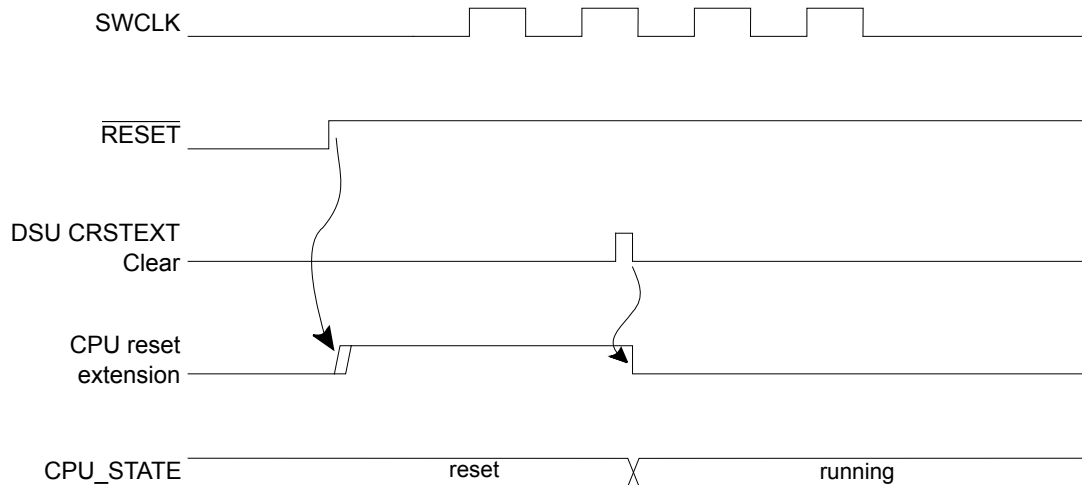 SWCLK
RESET
DSU CRSTEXT
Clear
CPU reset
extension
CPU_STATE
reset
running